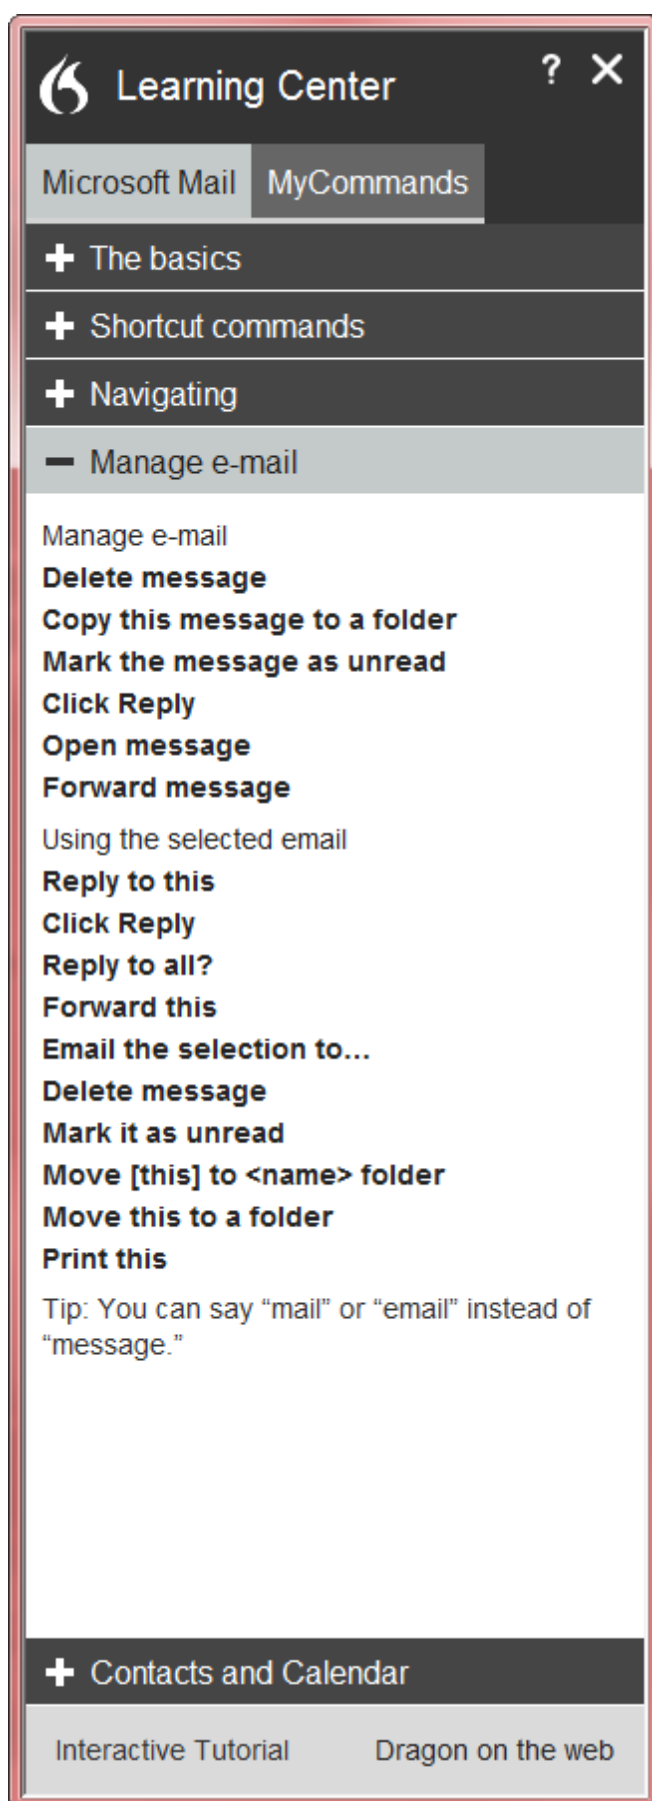 Learning Center ?
Microsoft Mail MyCommands
The basics
Shortcut commands
Navigating
Manage e-mail
Manage e-mail
Delete message
Copy this message to a folder
Mark the message as unread
Click Reply
Open message
Forward message
Using the selected email
Reply to this
Click Reply
Reply to all?
Forward this
Email the selection to...
Delete message
Mark it as unread
Move [this] to <name> folder
Move this to a folder
Print this
Tip: You can say “mail” or “email” instead of
“message.”
Contacts and Calendar
Interactive Tutorial Dragon on the web